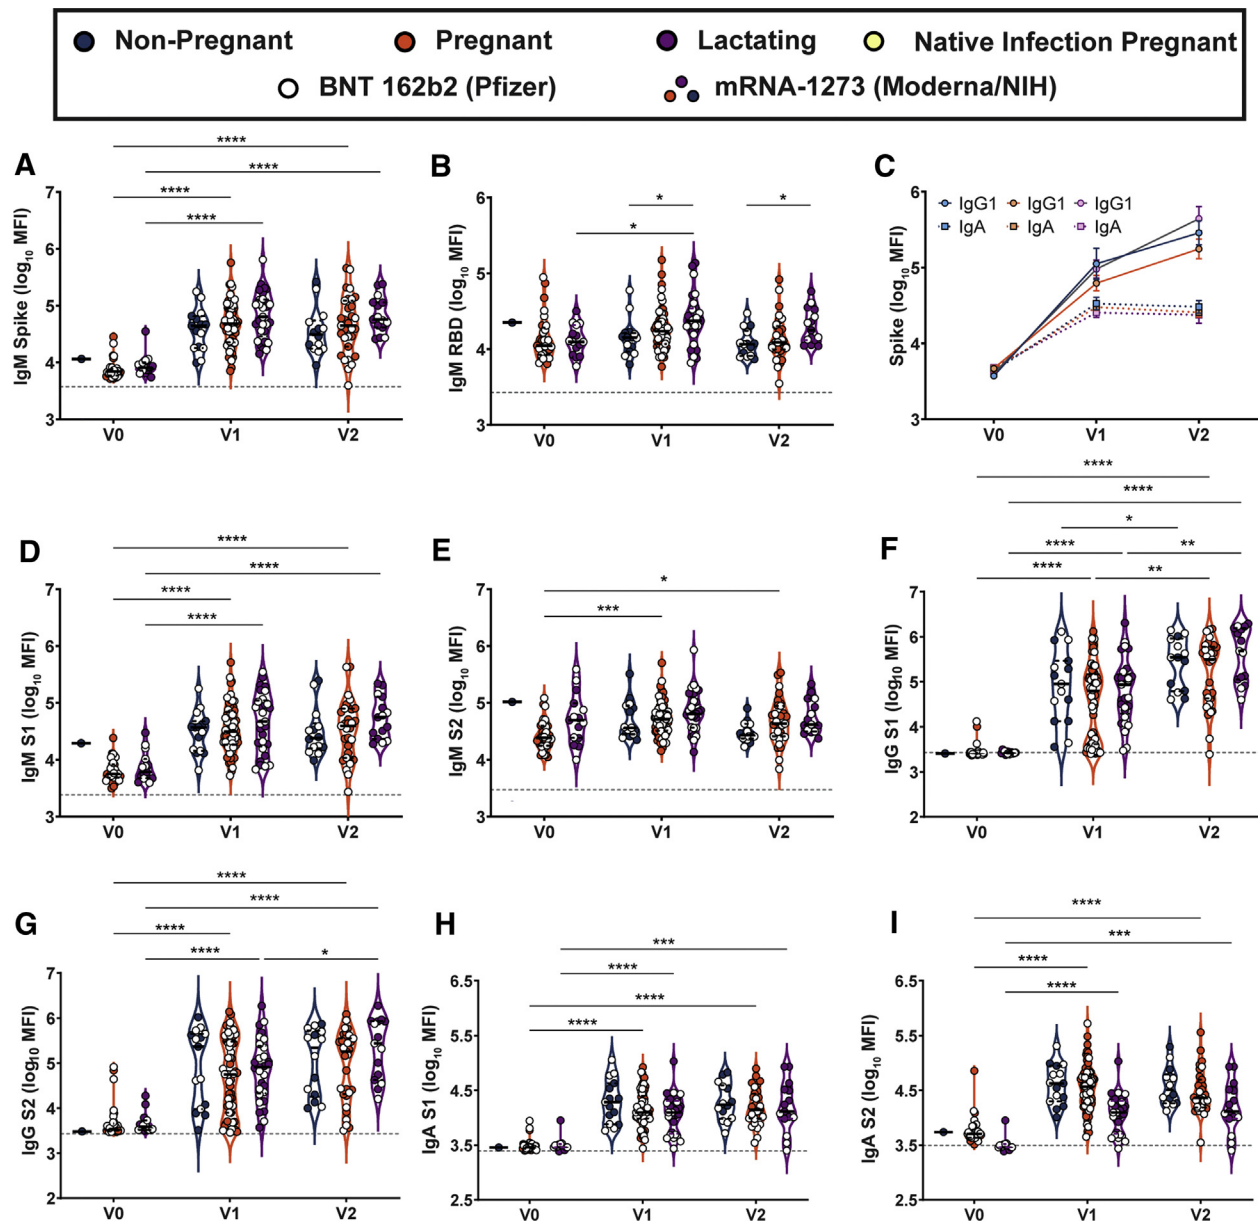 Non-Pregnant Pregnant Lactating Native Infection Pregnant
BNT 162b2 (Pfizer) mRNA-1273 (Moderna/NIH)
A
****
****
****
****
IgM Spike (log10 MFI)
7
6
5
4
3
V0 V1 V2
B
*
*
*
IgM RBD (log10 MFI)
6
5
4
3
V0 V1 V2
C
IgG1 IgG1 IgG1
IgA IgA IgA
Spike (log10 MFI)
6
5
4
3
V0 V1 V2
D
****
****
****
****
IgM S1 (log10 MFI)
7
6
5
4
3
V0 V1 V2
E
*
***
IgM S2 (log10 MFI)
7
6
5
4
3
V0 V1 V2
F
****
****
*
**** **
**** **
IgG S1 (log10 MFI)
7
6
5
4
3
2
V0 V1 V2
G
****
****
****
**** *
IgG S2 (log10 MFI)
7
6
5
4
3
2
V0 V1 V2
H
***
****
****
****
IgA S1 (log10 MFI)
6.5
5.5
4.5
3.5
2.5
V0 V1 V2
I
****
***
****
****
IgA S2 (log10 MFI)
6.5
5.5
4.5
3.5
2.5
V0 V1 V2